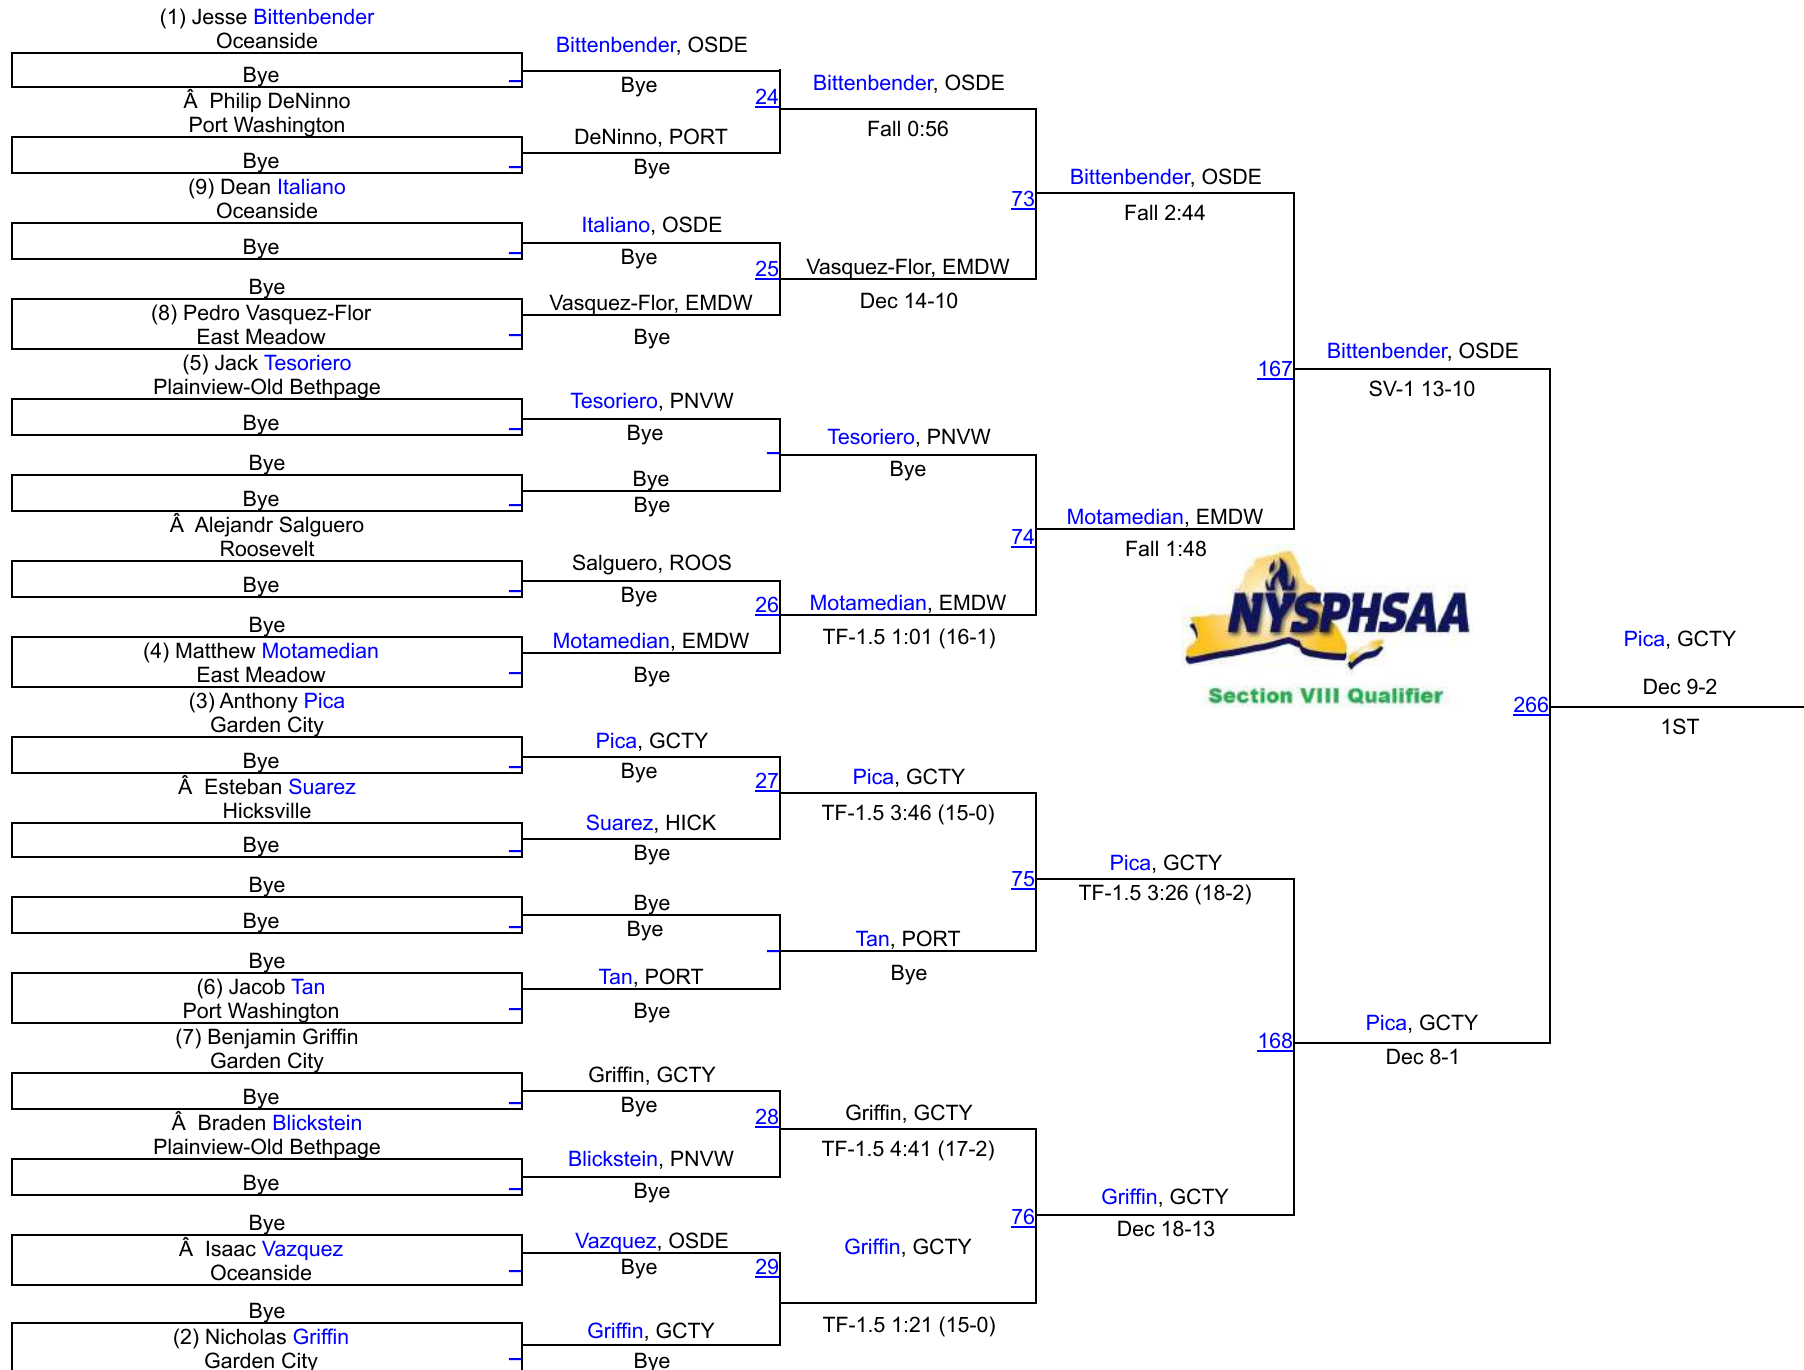 (1) Jesse Bittenbender
Oceanside
Bye
Â Philip DeNinno
Port Washington
Bye
(9) Dean Italiano
Oceanside
Bye
Bye
(8) Pedro Vasquez-Flor
East Meadow
(5) Jack Tesoriero
Plainview-Old Bethpage
Bye
Bye
Bye
Â Alejandr Salguero
Roosevelt
Bye
Bye
(4) Matthew Motamedian
East Meadow
(3) Anthony Pica
Garden City
Bye
Â Esteban Suarez
Hicksville
Bye
Bye
Bye
Bye
(6) Jacob Tan
Port Washington
(7) Benjamin Griffin
Garden City
Bye
Â Braden Blickstein
Plainview-Old Bethpage
Bye
Bye
Â Isaac Vazquez
Oceanside
Bye
(2) Nicholas Griffin
Garden City
Bittenbender, OSDE
Bye
24
DeNinno, PORT
Bye
Italiano, OSDE
Bye
25
Vasquez-Flor, EMDW
Bye
Tesoriero, PNVW
Bye
Bye
Bye
Salguero, ROOS
Bye
26
Motamedian, EMDW
Bye
Pica, GCTY
Bye
27
Suarez, HICK
Bye
Bye
Bye
Tan, PORT
Bye
Griffin, GCTY
Bye
28
Blickstein, PNVW
Bye
Vazquez, OSDE
Bye
29
Griffin, GCTY
Bye
Bittenbender, OSDE
Fall 0:56
73
Vasquez-Flor, EMDW
Dec 14-10
Tesoriero, PNVW
Bye
74
Motamedian, EMDW
TF-1.5 1:01 (16-1)
Pica, GCTY
TF-1.5 3:46 (15-0)
75
Tan, PORT
Bye
Griffin, GCTY
TF-1.5 4:41 (17-2)
76
Griffin, GCTY
TF-1.5 1:21 (15-0)
Bittenbender, OSDE
Fall 2:44
167
Motamedian, EMDW
Fall 1:48
NYSPHSAA
Section VIII Qualifier
Pica, GCTY
TF-1.5 3:26 (18-2)
168
Griffin, GCTY
Dec 18-13
Bittenbender, OSDE
SV-1 13-10
266
Pica, GCTY
Dec 8-1
Pica, GCTY
Dec 9-2
1ST